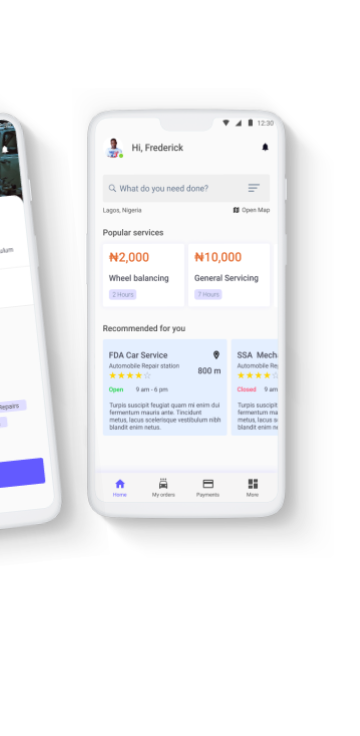 12:30
Hi, Frederick
What do you need done?
Lagos, Nigeria
Open Map
Popular services
₦2,000
₦10,000
Wheel balancing
General Servicing
2 Hours
7 Hours
Recommended for you
FDA Car Service
SSA Mech
Automobile Repair station
800 m
Automobile Rep
Open
9 am - 6 pm
Closed
9 am
Turpis suscipit feugiat quam mi enim dui
fermentum mauris ante. Tincidunt
metus, lacus scelerisque vestibulum nibh
blandit enim netus.
Turpis suscipit
fermentum ma
metus, lacus s
blandit enim n
Home
My orders
Payments
More
ulum
Repairs